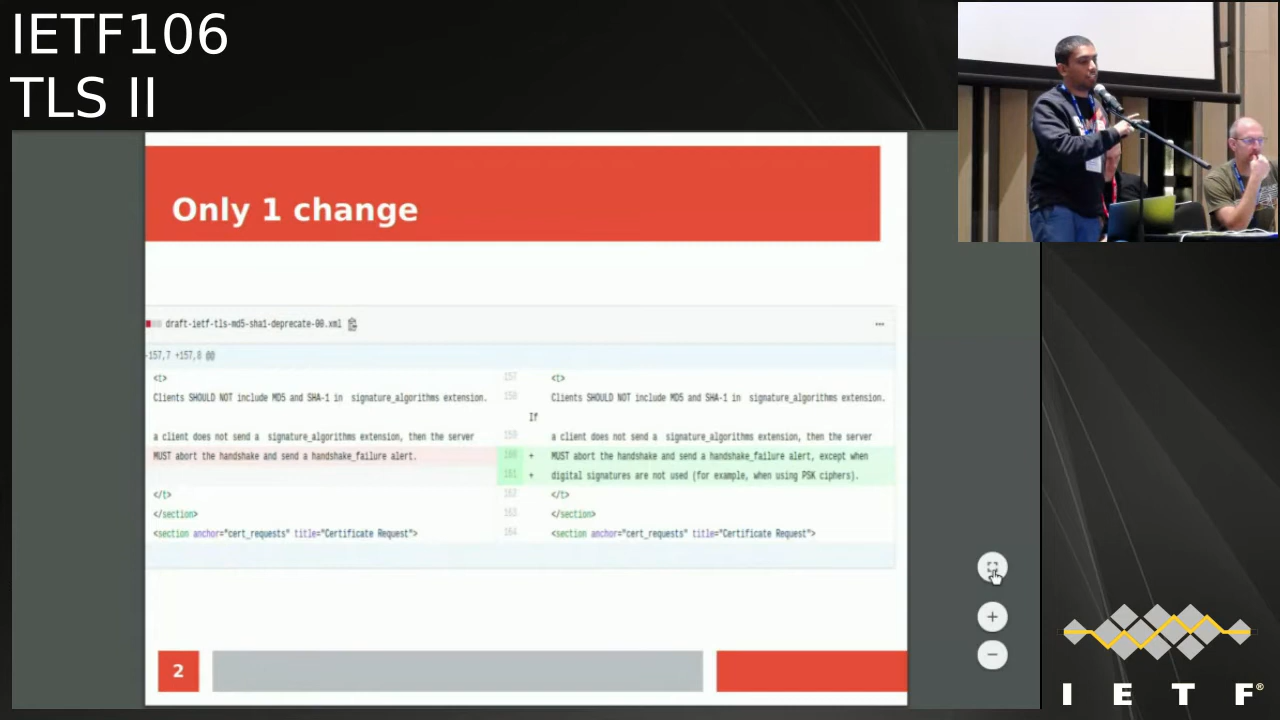 IETF106
TLS II
Only 1 change
draft-ietf-tls-md5-sha1-deprecate-00.xml
...
-157,7 +157,8 @@
<t> 157 <t>
Clients SHOULD NOT include MD5 and SHA-1 in signature_algorithms extension. 158 Clients SHOULD NOT include MD5 and SHA-1 in signature_algorithms extension.
If
a client does not send a signature_algorithms extension, then the server 159 a client does not send a signature_algorithms extension, then the server
MUST abort the handshake and send a handshake_failure alert. 160 + MUST abort the handshake and send a handshake_failure alert, except when
161 + digital signatures are not used (for example, when using PSK ciphers).
</t> 162 </t>
</section> 163 </section>
<section anchor="cert_requests" title="Certificate Request"> 164 <section anchor="cert_requests" title="Certificate Request">
2
I E T F®